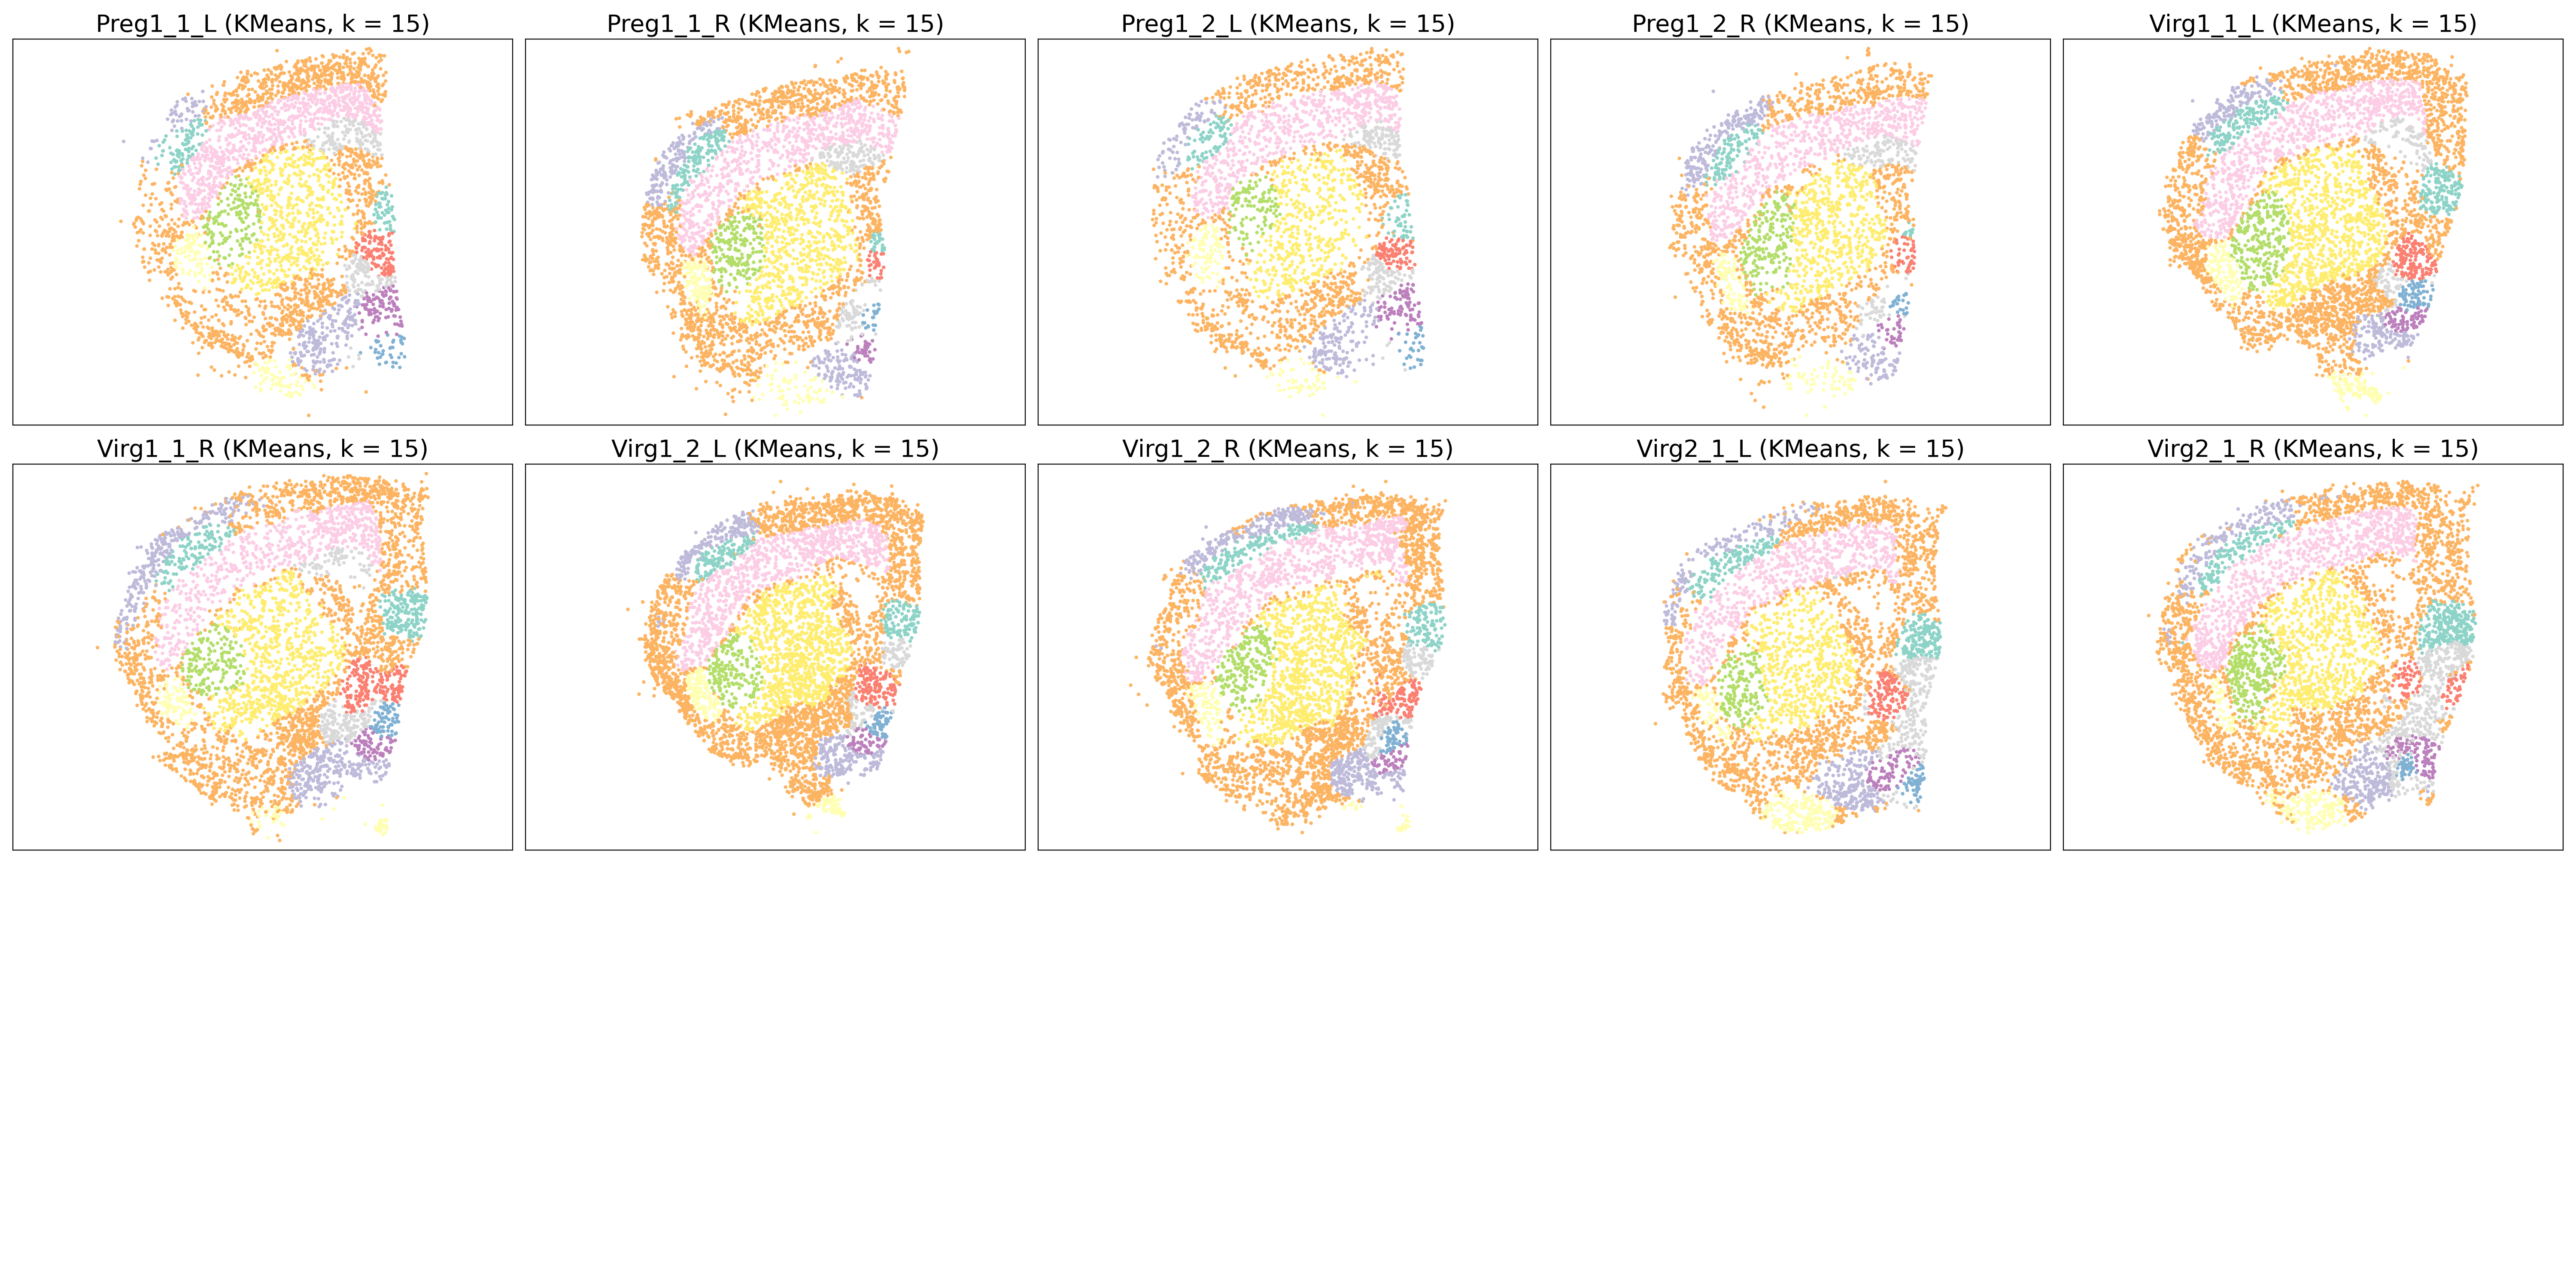 Preg1_1_L (KMeans, k = 15)
Preg1_1_R (KMeans, k = 15)
Preg1_2_L (KMeans, k = 15)
Preg1_2_R (KMeans, k = 15)
Virg1_1_L (KMeans, k = 15)
Virg1_1_R (KMeans, k = 15)
Virg1_2_L (KMeans, k = 15)
Virg1_2_R (KMeans, k = 15)
Virg2_1_L (KMeans, k = 15)
Virg2_1_R (KMeans, k = 15)